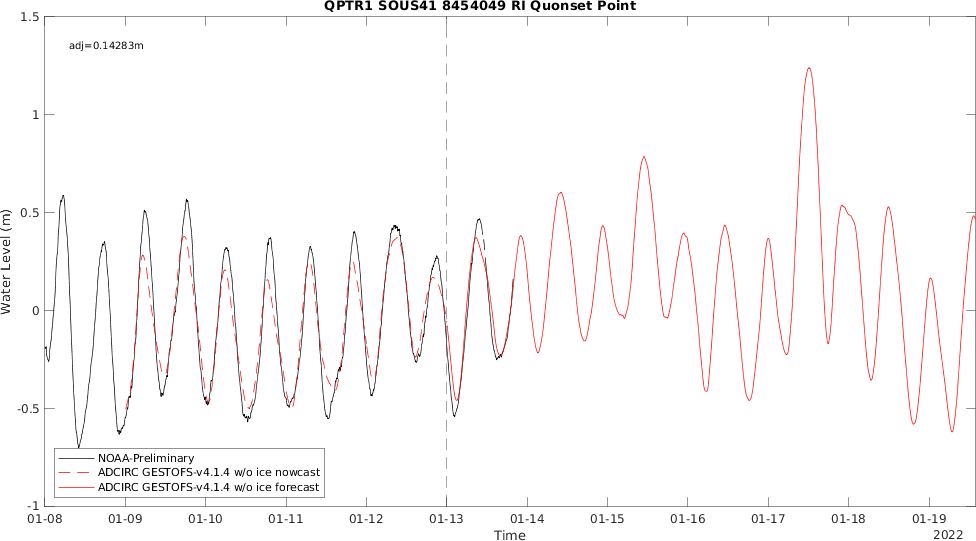 QPTR1 SOUS41 8454049 RI Quonset Point
adj=0.14283m
Water Level (m)
1.5
1
0.5
0
-0.5
-1
NOAA-Preliminary
ADCIRC GESTOFS-v4.1.4 w/o ice nowcast
ADCIRC GESTOFS-v4.1.4 w/o ice forecast
01-08 01-09 01-10 01-11 01-12 01-13 01-14 01-15 01-16 01-17 01-18 01-19
Time
2022